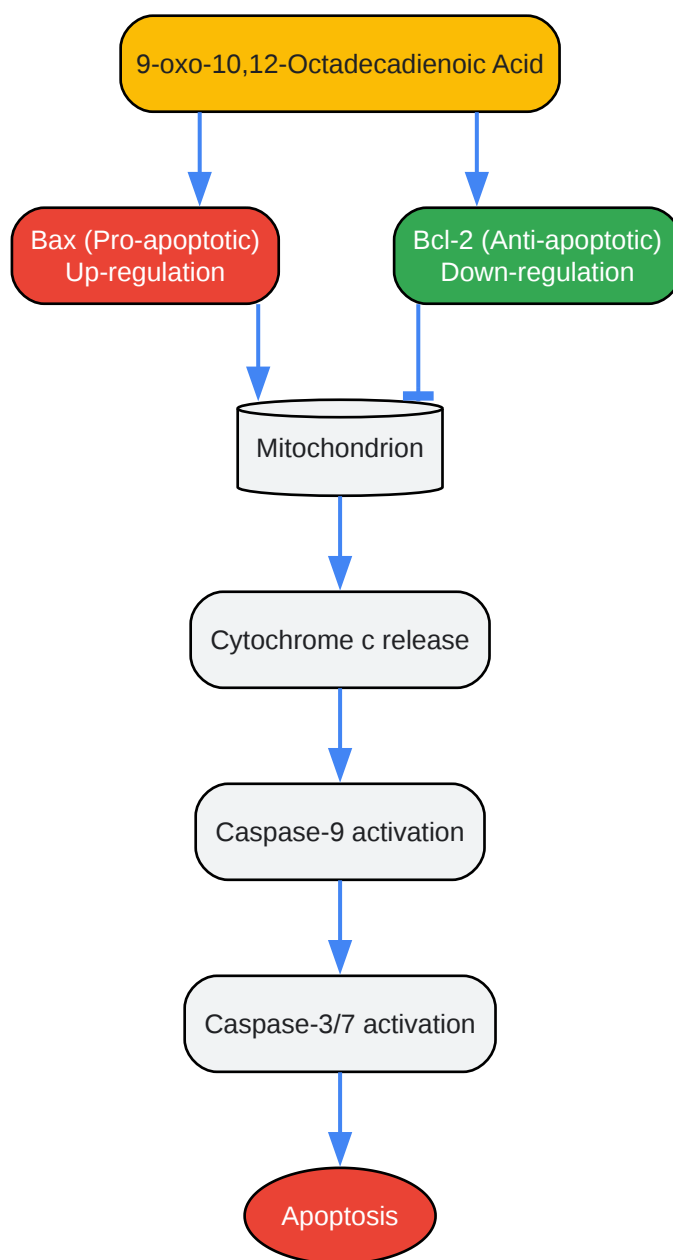 9-oxo-10,12-Octadecadienoic Acid
Bax (Pro-apoptotic)
Up-regulation
Bcl-2 (Anti-apoptotic)
Down-regulation
Mitochondrion
Cytochrome c release
Caspase-9 activation
Caspase-3/7 activation
Apoptosis